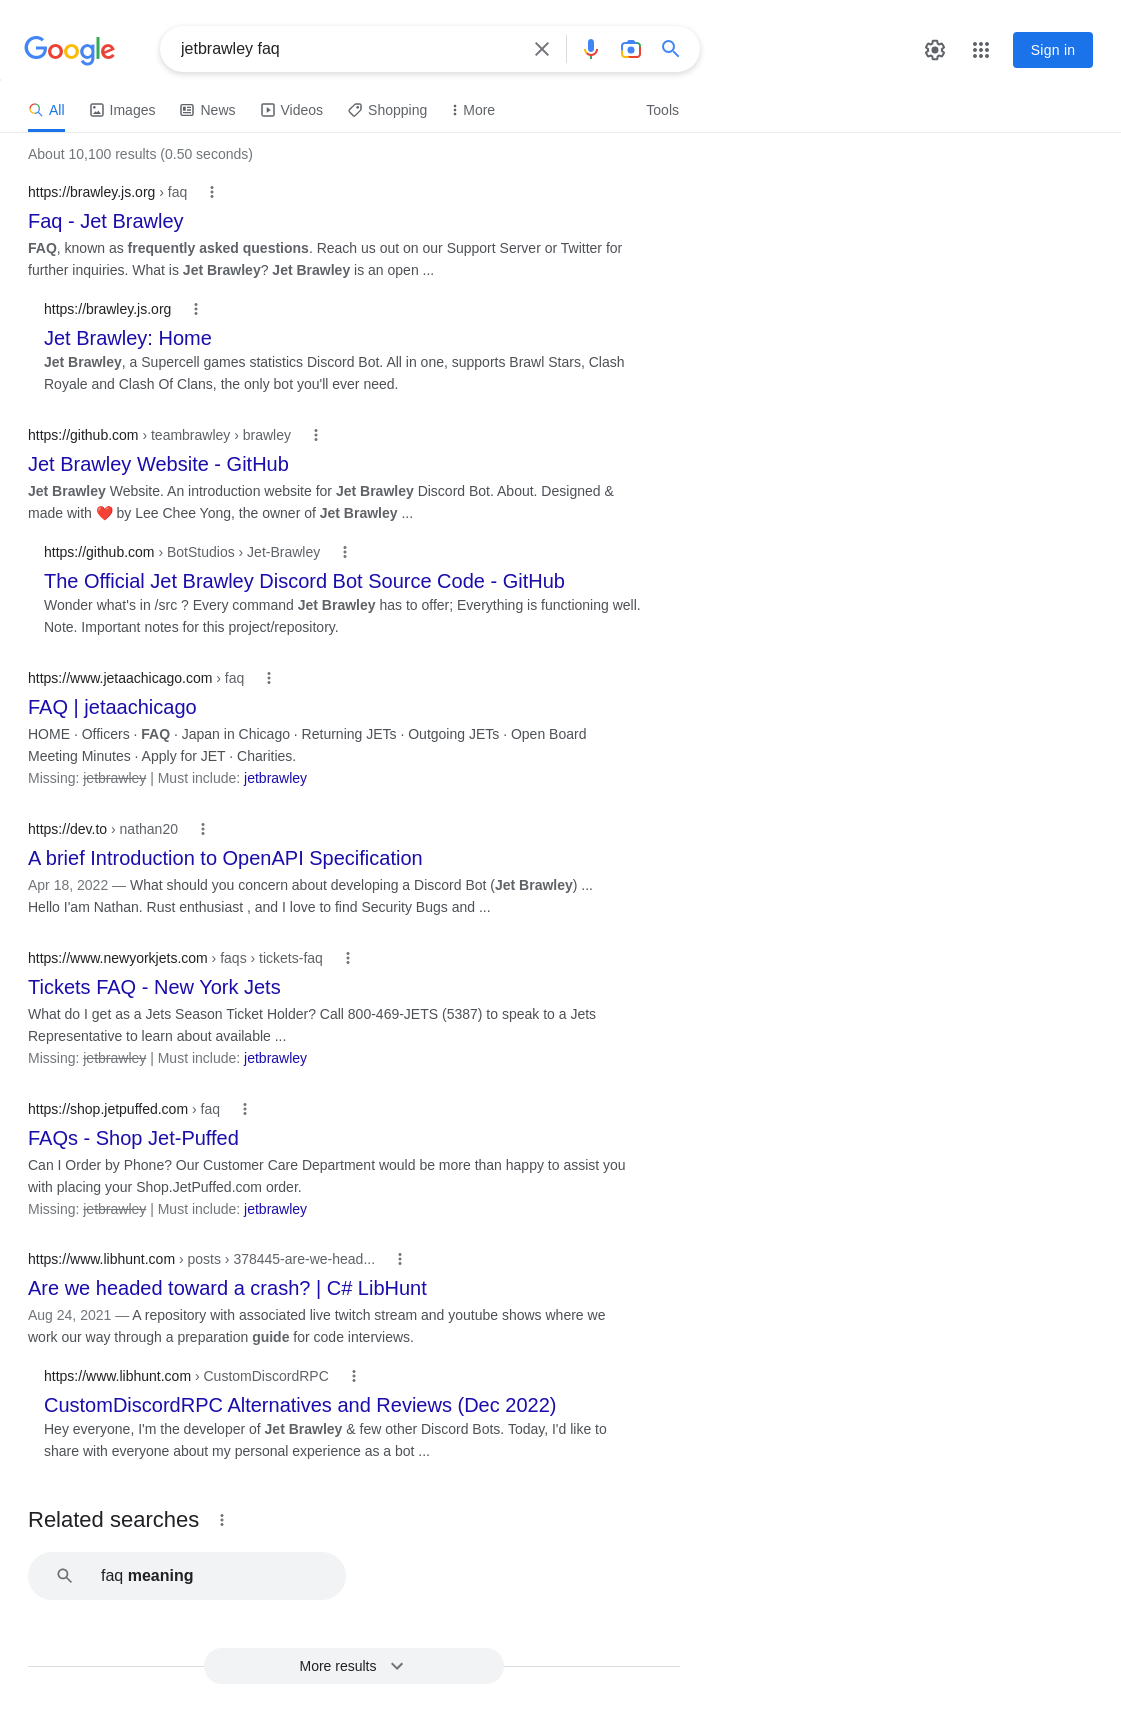 Google
jetbrawley faq
Sign in
All
Images
News
Videos
Shopping
More
Tools
About 10,100 results (0.50 seconds)
https://brawley.js.org › faq
Faq - Jet Brawley
FAQ, known as frequently asked questions. Reach us out on our Support Server or Twitter for
further inquiries. What is Jet Brawley? Jet Brawley is an open ...
https://brawley.js.org
Jet Brawley: Home
Jet Brawley, a Supercell games statistics Discord Bot. All in one, supports Brawl Stars, Clash
Royale and Clash Of Clans, the only bot you'll ever need.
https://github.com › teambrawley › brawley
Jet Brawley Website - GitHub
Jet Brawley Website. An introduction website for Jet Brawley Discord Bot. About. Designed &
made with ❤️ by Lee Chee Yong, the owner of Jet Brawley ...
https://github.com › BotStudios › Jet-Brawley
The Official Jet Brawley Discord Bot Source Code - GitHub
Wonder what's in /src ? Every command Jet Brawley has to offer; Everything is functioning well.
Note. Important notes for this project/repository.
https://www.jetaachicago.com › faq
FAQ | jetaachicago
HOME · Officers · FAQ · Japan in Chicago · Returning JETs · Outgoing JETs · Open Board
Meeting Minutes · Apply for JET · Charities.
Missing: jetbrawley | Must include: jetbrawley
https://dev.to › nathan20
A brief Introduction to OpenAPI Specification
Apr 18, 2022 — What should you concern about developing a Discord Bot (Jet Brawley) ...
Hello I'am Nathan. Rust enthusiast , and I love to find Security Bugs and ...
https://www.newyorkjets.com › faqs › tickets-faq
Tickets FAQ - New York Jets
What do I get as a Jets Season Ticket Holder? Call 800-469-JETS (5387) to speak to a Jets
Representative to learn about available ...
Missing: jetbrawley | Must include: jetbrawley
https://shop.jetpuffed.com › faq
FAQs - Shop Jet-Puffed
Can I Order by Phone? Our Customer Care Department would be more than happy to assist you
with placing your Shop.JetPuffed.com order.
Missing: jetbrawley | Must include: jetbrawley
https://www.libhunt.com › posts › 378445-are-we-head...
Are we headed toward a crash? | C# LibHunt
Aug 24, 2021 — A repository with associated live twitch stream and youtube shows where we
work our way through a preparation guide for code interviews.
https://www.libhunt.com › CustomDiscordRPC
CustomDiscordRPC Alternatives and Reviews (Dec 2022)
Hey everyone, I'm the developer of Jet Brawley & few other Discord Bots. Today, I'd like to
share with everyone about my personal experience as a bot ...
Related searches
faq meaning
More results